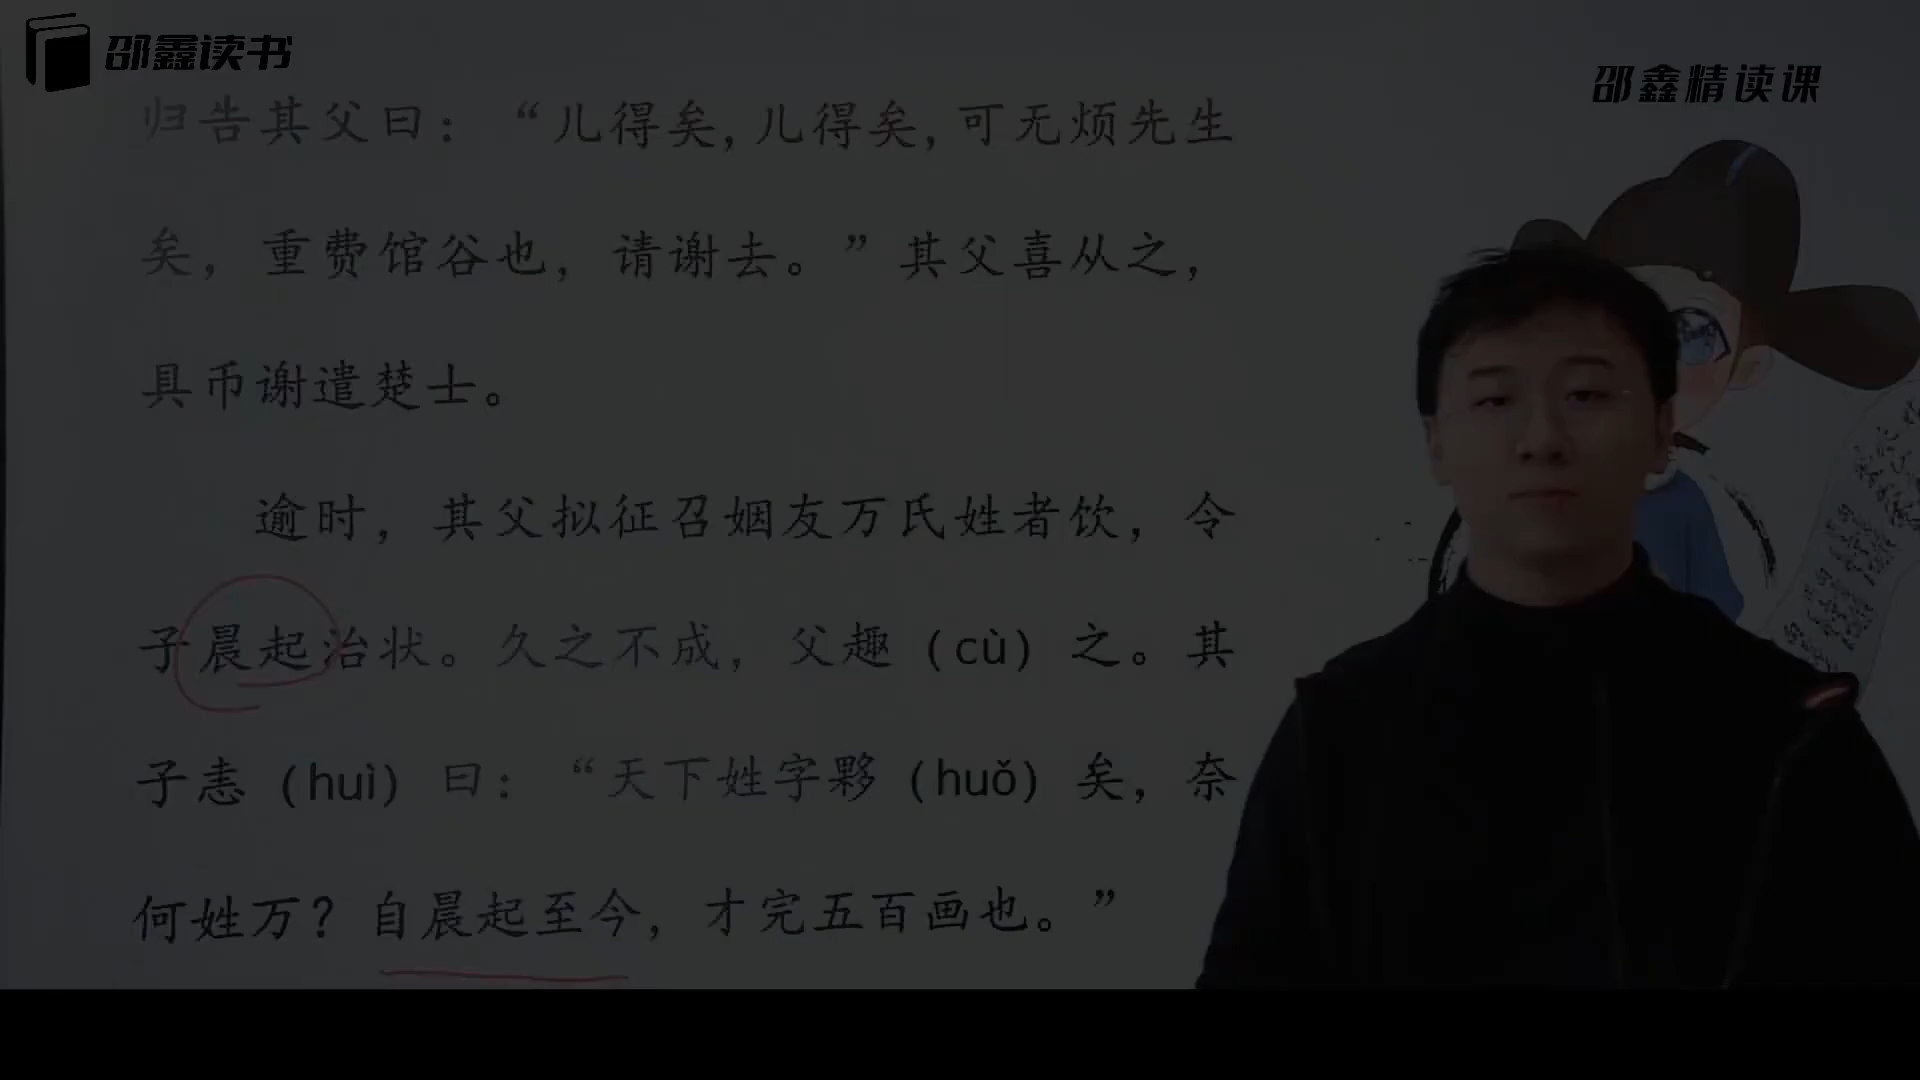 邵鑫读书
邵鑫精读课
归告其父曰：“儿得矣，儿得矣，可无烦先生
矣，重费馆谷也，请谢去。”其父喜从之，
具币谢遣楚士。
逾时，其父拟征召姻友万氏姓者饮，令
子晨起治状。久之不成，父趣（cù）之。其
子恚（huì）曰：“天下姓字夥（huǒ）矣，奈
何姓万？自晨起至今，才完五百画也。”